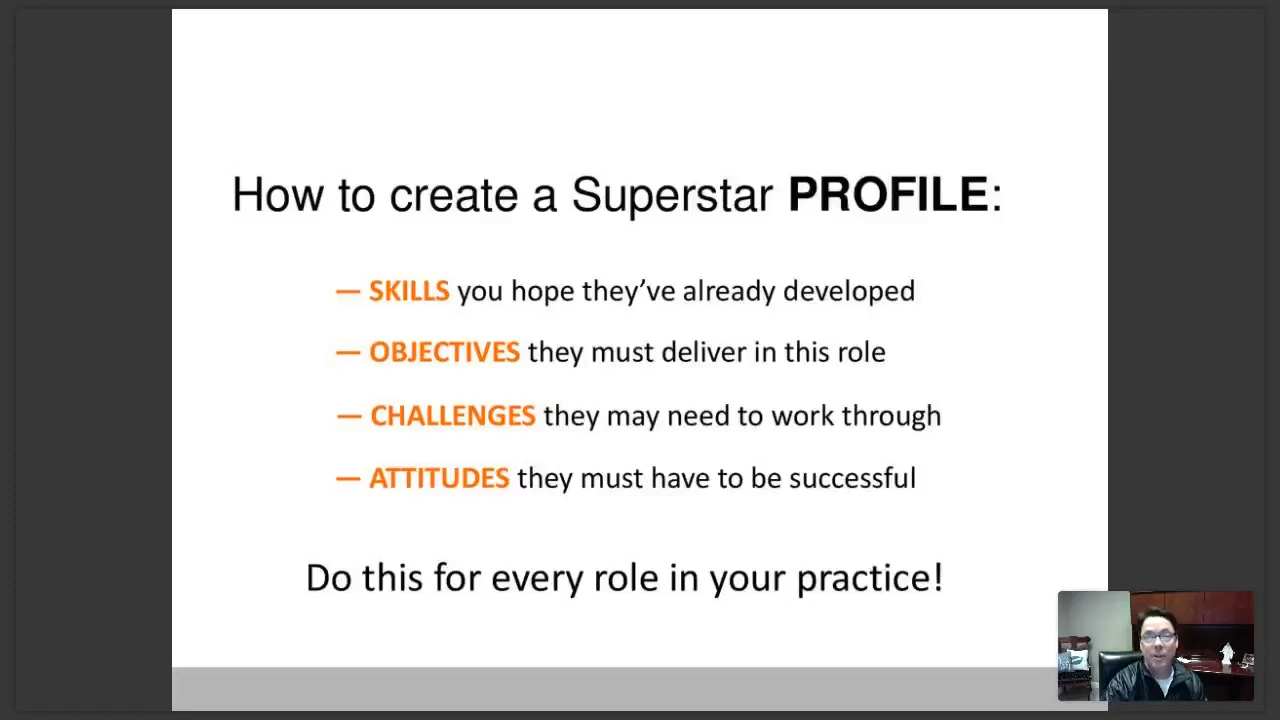 How to create a Superstar PROFILE:
— SKILLS you hope they’ve already developed
— OBJECTIVES they must deliver in this role
— CHALLENGES they may need to work through
— ATTITUDES they must have to be successful
Do this for every role in your practice!